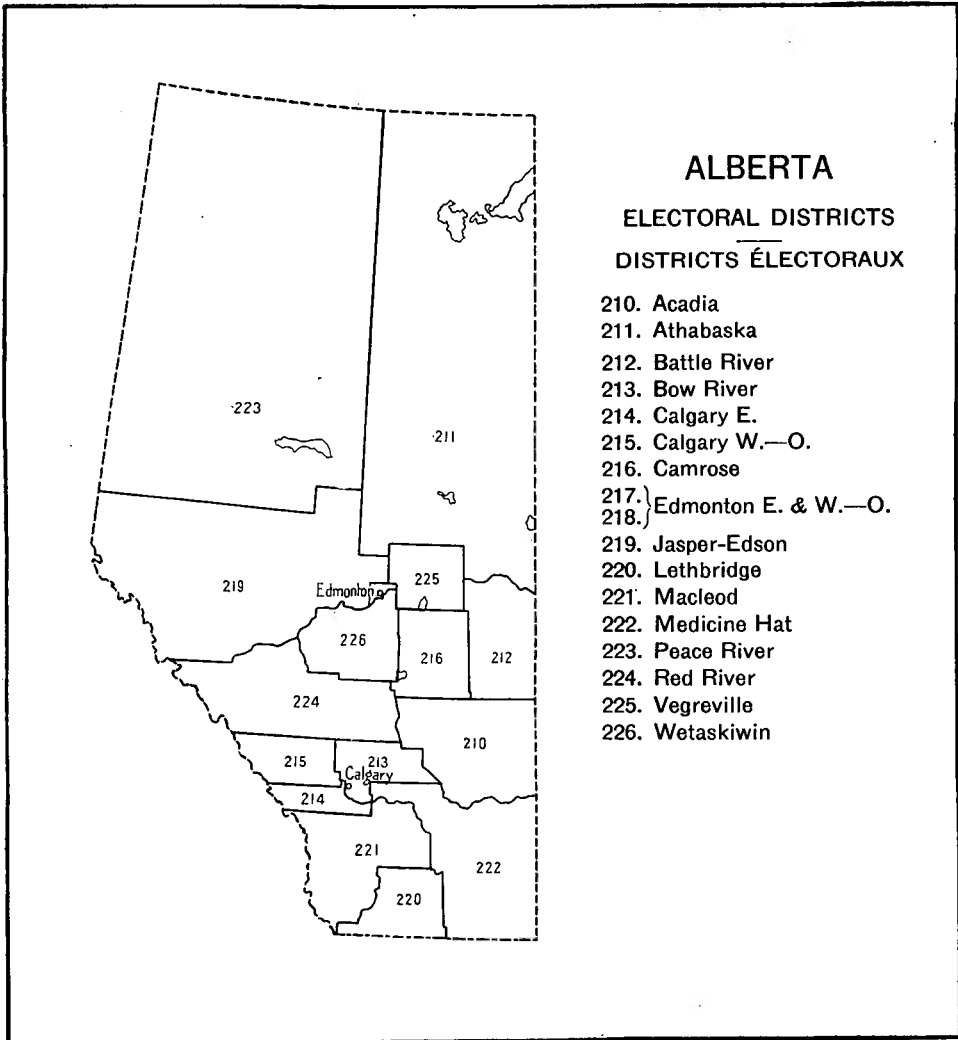 ALBERTA
ELECTORAL DISTRICTS
DISTRICTS ÉLECTORAUX
210. Acadia
211. Athabaska
212. Battle River
213. Bow River
214. Calgary E.
215. Calgary W.—O.
216. Camrose
217.
218. } Edmonton E. & W.—O.
219. Jasper-Edson
220. Lethbridge
221. Macleod
222. Medicine Hat
223. Peace River
224. Red River
225. Vegreville
226. Wetaskiwin
223
211
219
Edmonton
225
226
216
212
224
210
215
213
Calgary
214
221
222
220